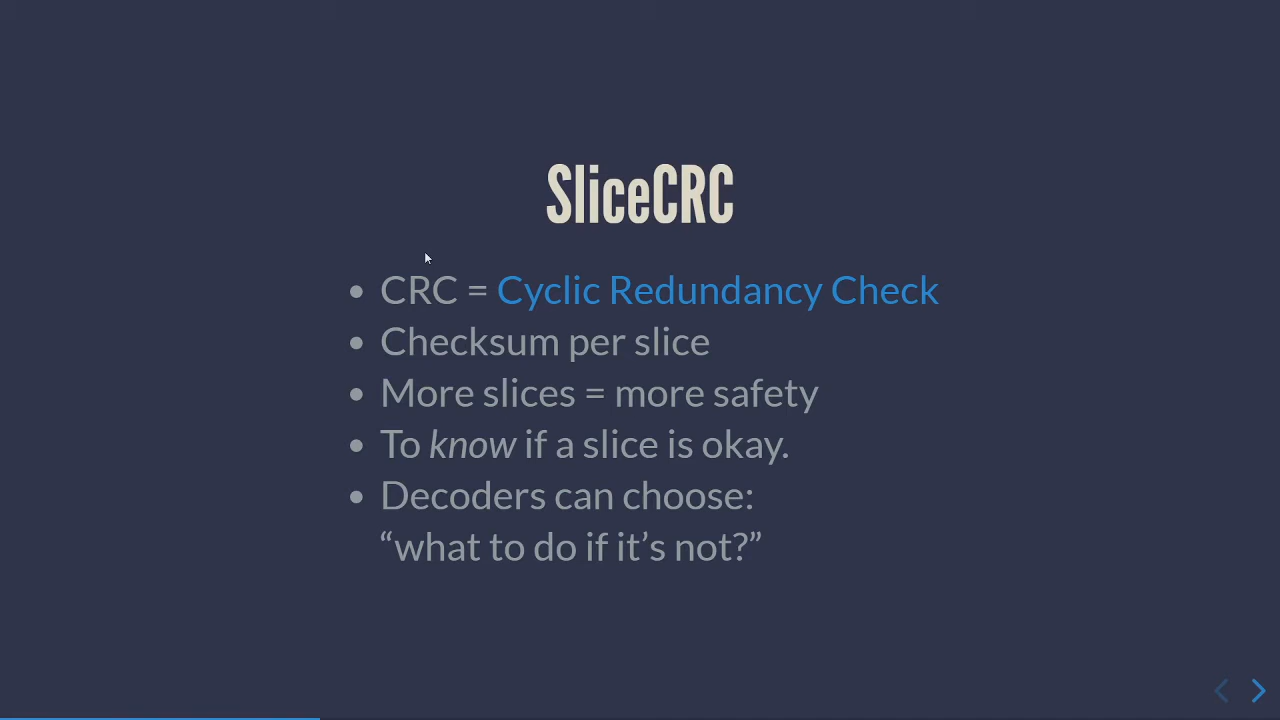 SliceCRC
• CRC = Cyclic Redundancy Check
• Checksum per slice
• More slices = more safety
• To know if a slice is okay.
• Decoders can choose:
“what to do if it’s not?”